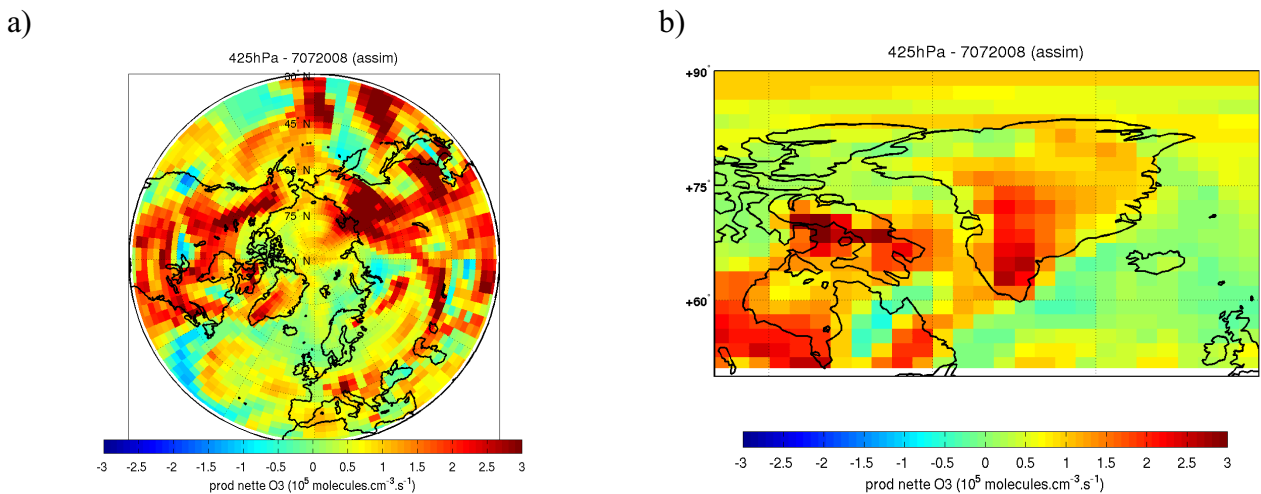 a)
425hPa - 7072008 (assim)
45° N
75° N
-3 -2.5 -2 -1.5 -1 -0.5 0 0.5 1 1.5 2 2.5 3
prod nette O3 (10⁵ molecules.cm⁻³.s⁻¹)
b)
425hPa - 7072008 (assim)
+90°
+75°
+60°
-3 -2.5 -2 -1.5 -1 -0.5 0 0.5 1 1.5 2 2.5 3
prod nette O3 (10⁵ molecules.cm⁻³.s⁻¹)